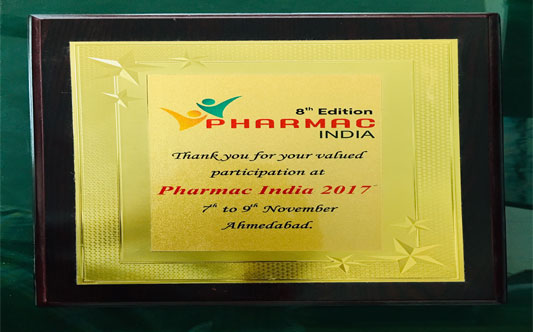 8th Edition
PHARMAC
INDIA
Thank you for your valued
participation at
Pharmac India 2017
7th to 9th November
Ahmedabad.